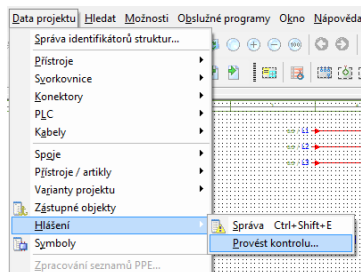 Data projektu Hledat Možnosti Obslužné programy Okno Nápověda
Správa identifikátorů struktur...
Přístroje
Svorkovnice
Konektory
PLC
Kabely
Spoje
Přístroje / artikly
Varianty projektu
Zástupné objekty
Hlášení
Správa Ctrl+Shift+E
Symboly
Provést kontrolu...
Zpracování seznamů PPE...